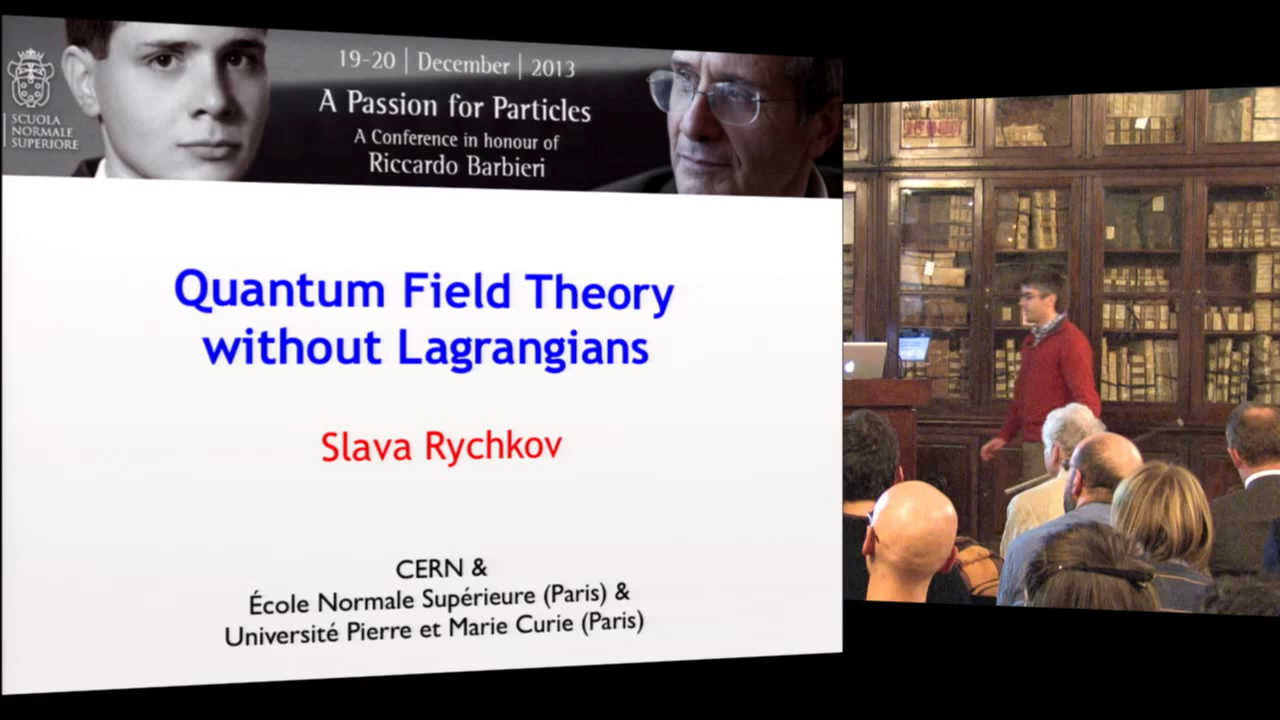 SCUOLA
NORMALE
SUPERIORE
19-20 | December | 2013
A Passion for Particles
A Conference in honour of
Riccardo Barbieri
Quantum Field Theory
without Lagrangians
Slava Rychkov
CERN &
École Normale Supérieure (Paris) &
Université Pierre et Marie Curie (Paris)